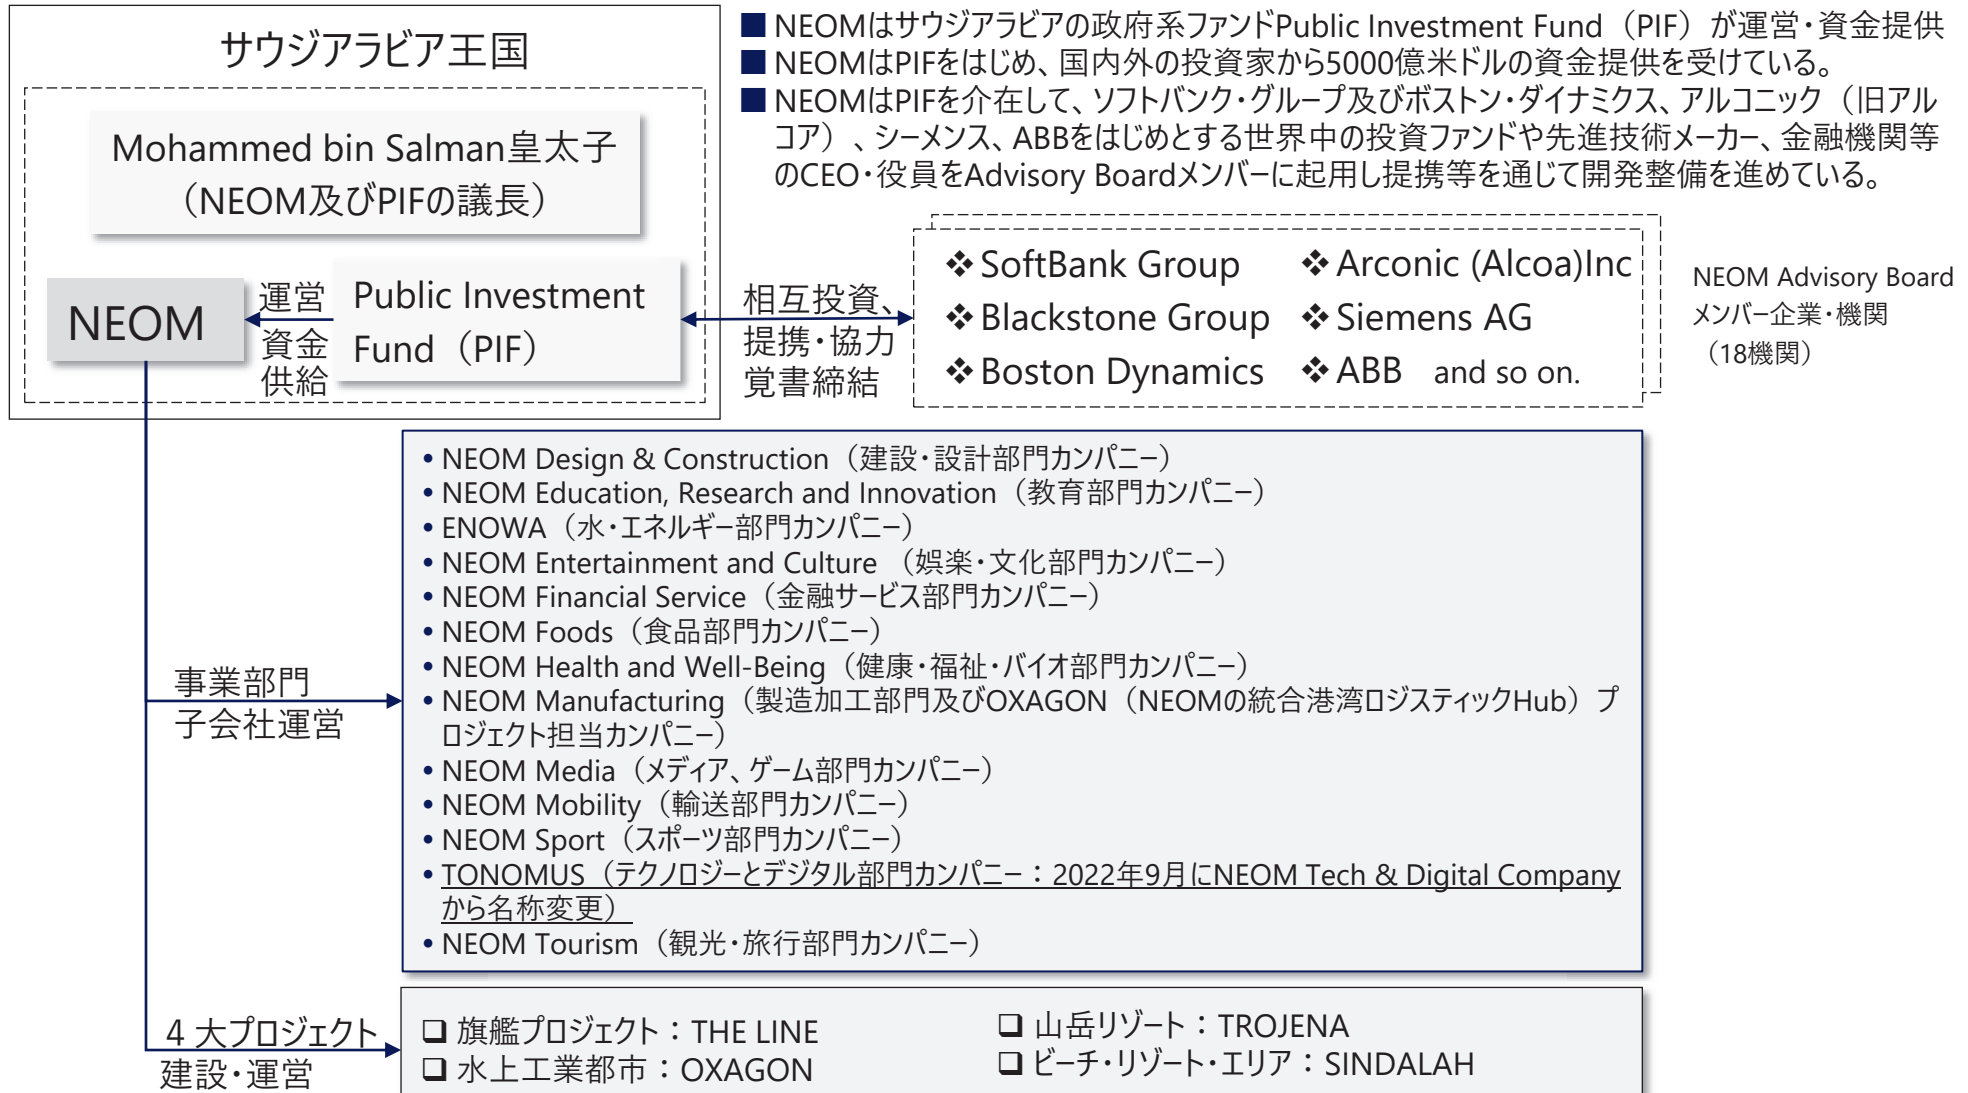 サウジアラビア王国
Mohammed bin Salman皇太子
（NEOM及びPIFの議長）
NEOM
運営
資金
供給
Public Investment
Fund（PIF）
■ NEOMはサウジアラビアの政府系ファンドPublic Investment Fund（PIF）が運営・資金提供
■ NEOMはPIFをはじめ、国内外の投資家から5000億米ドルの資金提供を受けている。
■ NEOMはPIFを介在して、ソフトバンク・グループ及びボストン・ダイナミクス、アルコニック（旧アル
コア）、シーメンス、ABBをはじめとする世界中の投資ファンドや先進技術メーカー、金融機関等
のCEO・役員をAdvisory Boardメンバーに起用し提携等を通じて開発整備を進めている。
相互投資、
提携・協力
覚書締結
❖ SoftBank Group
❖ Blackstone Group
❖ Boston Dynamics
❖ Arconic (Alcoa)Inc
❖ Siemens AG
❖ ABB and so on.
NEOM Advisory Board
メンバー企業・機関
（18機関）
事業部門
子会社運営
• NEOM Design & Construction（建設・設計部門カンパニー）
• NEOM Education, Research and Innovation（教育部門カンパニー）
• ENOWA（水・エネルギー部門カンパニー）
• NEOM Entertainment and Culture （娯楽・文化部門カンパニー）
• NEOM Financial Service（金融サービス部門カンパニー）
• NEOM Foods（食品部門カンパニー）
• NEOM Health and Well-Being（健康・福祉・バイオ部門カンパニー）
• NEOM Manufacturing（製造加工部門及びOXAGON（NEOMの統合港湾ロジスティックHub）プ
ロジェクト担当カンパニー）
• NEOM Media（メディア、ゲーム部門カンパニー）
• NEOM Mobility（輸送部門カンパニー）
• NEOM Sport（スポーツ部門カンパニー）
• TONOMUS（テクノロジーとデジタル部門カンパニー：2022年9月にNEOM Tech & Digital Company
から名称変更）
• NEOM Tourism（観光・旅行部門カンパニー）
４大プロジェクト
建設・運営
❑ 旗艦プロジェクト：THE LINE
❑ 水上工業都市：OXAGON
❑ 山岳リゾート：TROJENA
❑ ビーチ・リゾート・エリア：SINDALAH